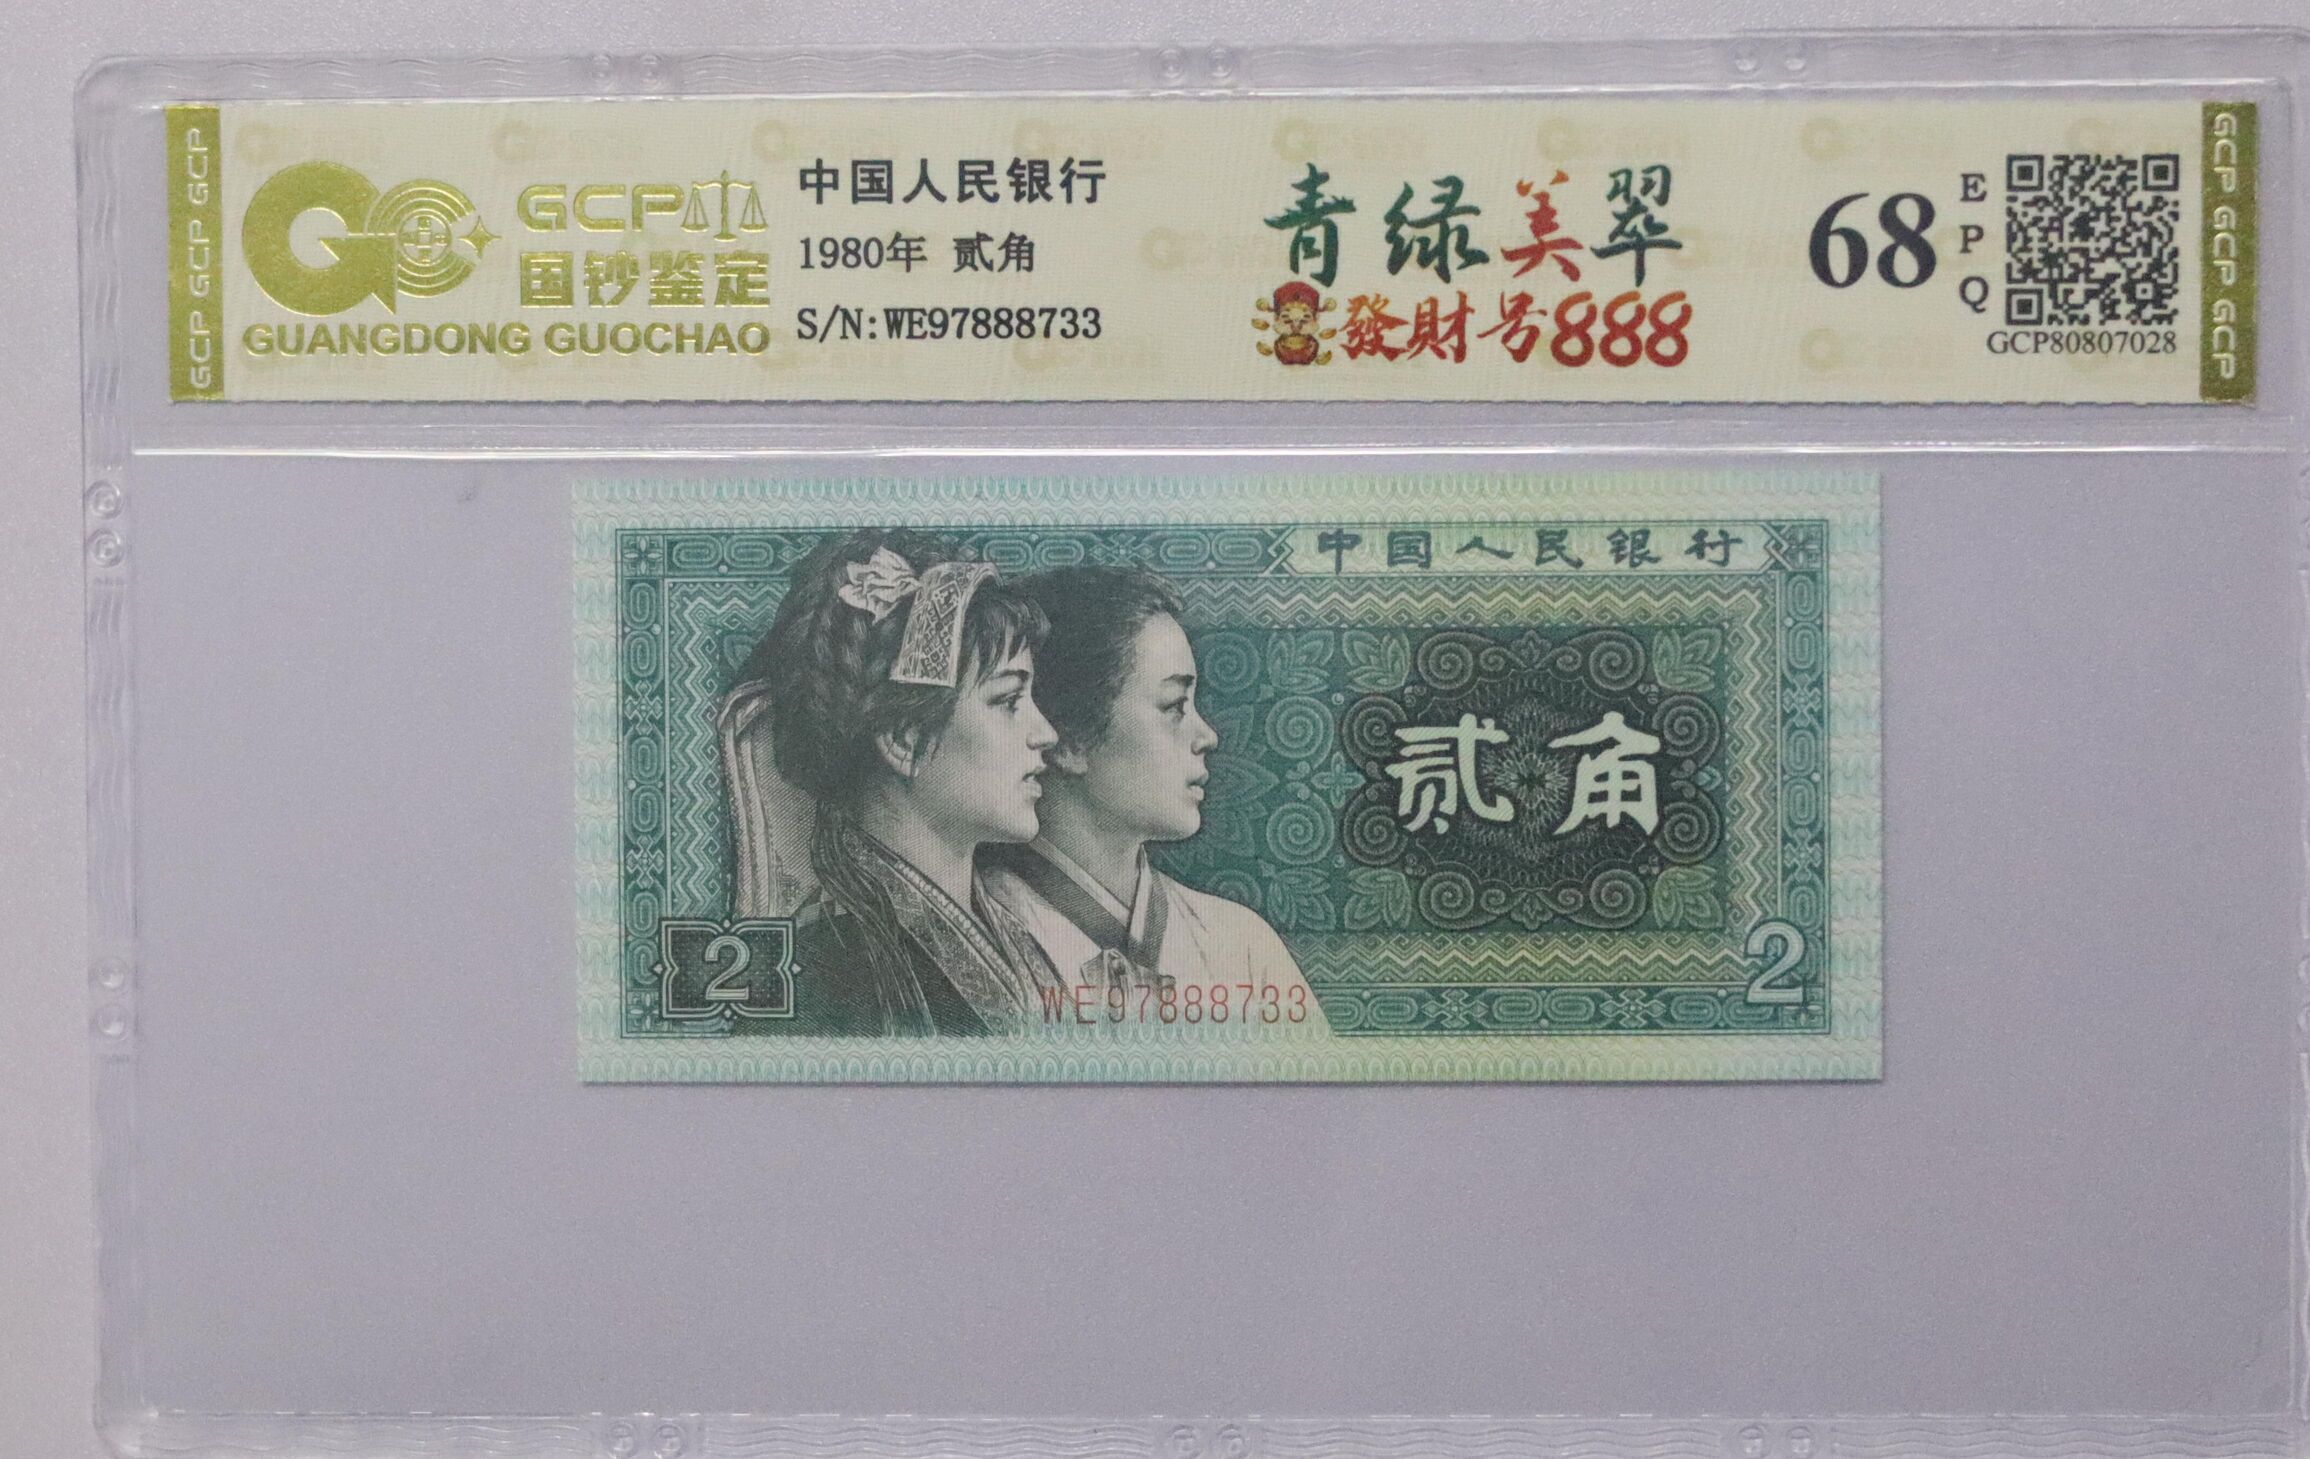 GCP GCP GCP
GCP
国钞鉴定
GUANGDONG GUOCHAO
中国人民银行
1980年 贰角
S/N:WE97888733
青绿美翠
發財号888
68
EPQ
GCP80807028
GCP GCP GCP
中国人民银行
贰角
2
2
WE97888733